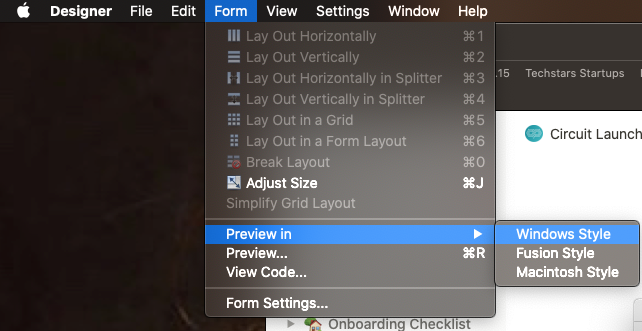 Designer File Edit Form View Settings Window Help
Lay Out Horizontally ⌘1
Lay Out Vertically ⌘2
Lay Out Horizontally in Splitter ⌘3
Lay Out Vertically in Splitter ⌘4
Lay Out in a Grid ⌘5
Lay Out in a Form Layout ⌘6
Break Layout ⌘0
Adjust Size ⌘J
Simplify Grid Layout
Preview in
Preview... ⌘R
View Code...
Form Settings...
Windows Style
Fusion Style
Macintosh Style
.15 Techstars Startups
Circuit Launch
Onboarding Checklist